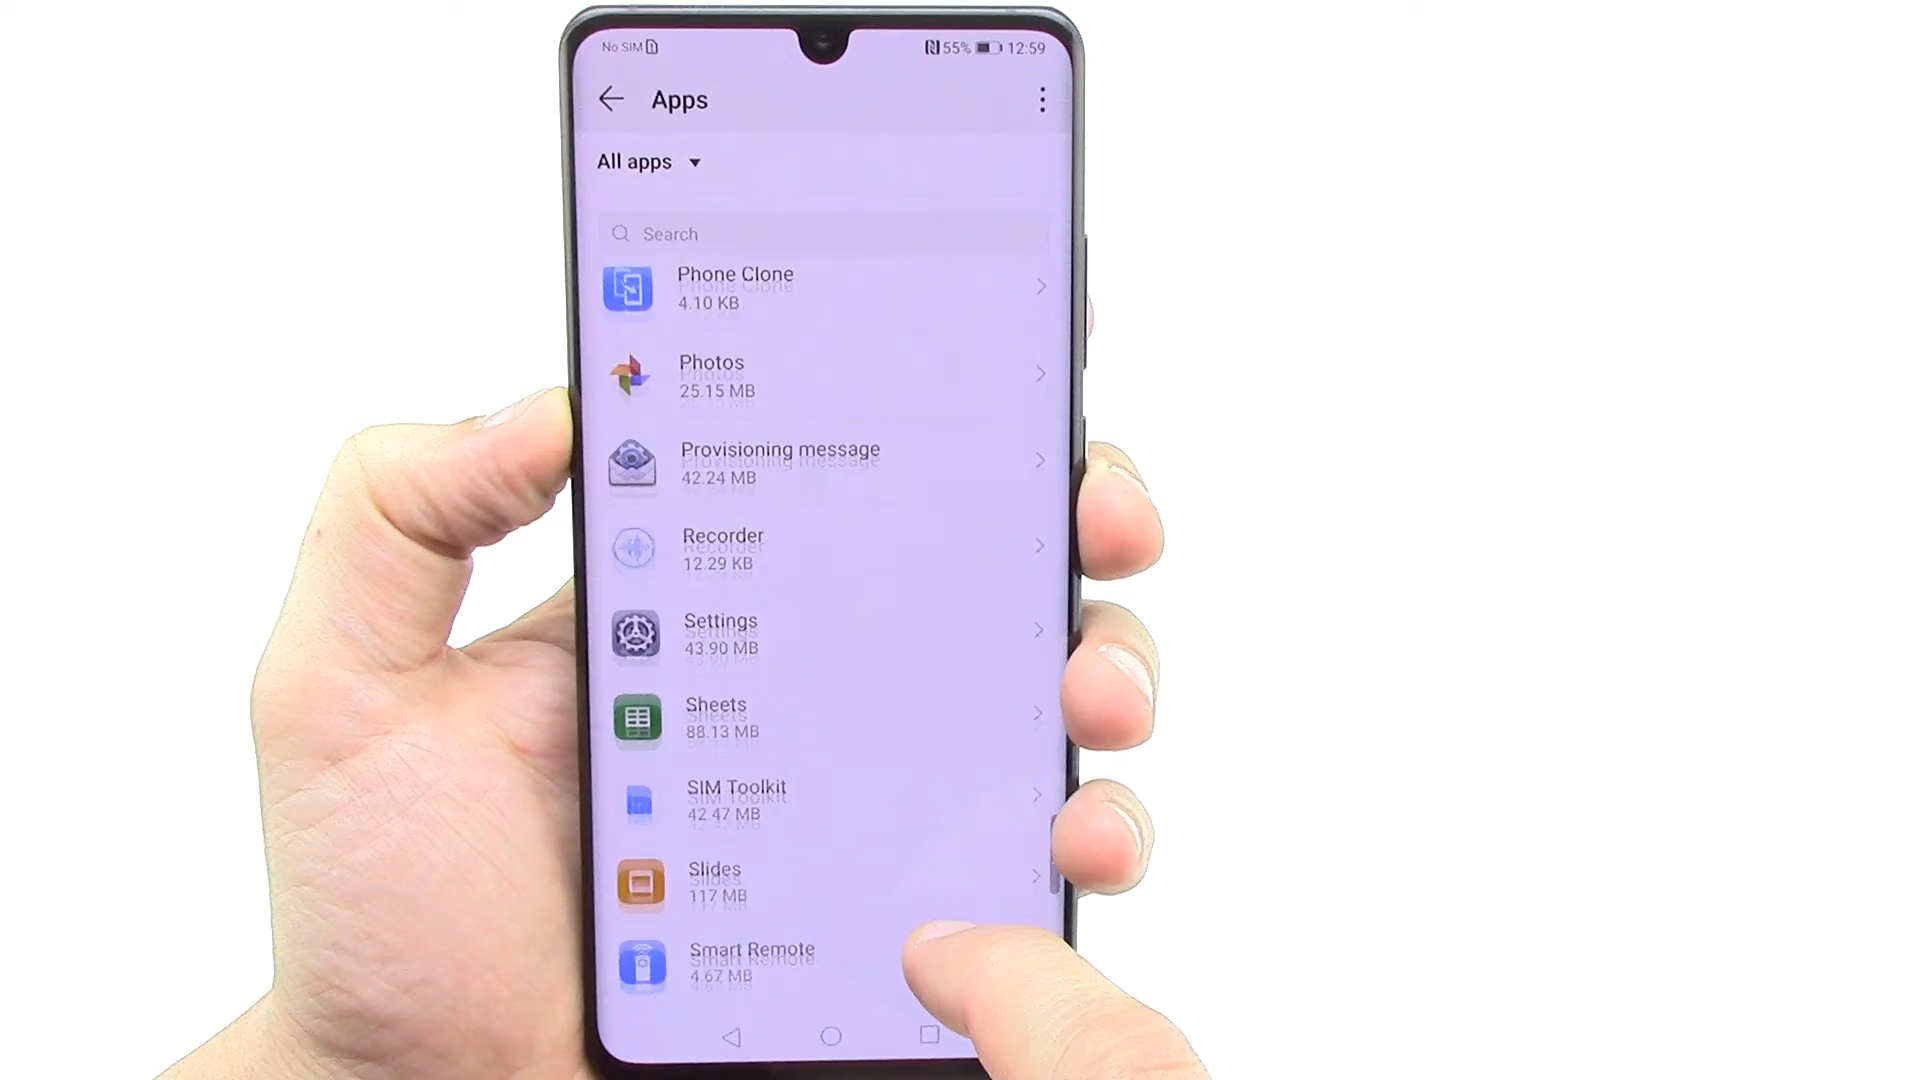 No SIM 55% 12:59
Apps
All apps
Search
Phone Clone
4.10 KB
Photos
25.15 MB
Provisioning message
42.24 MB
Recorder
12.29 KB
Settings
43.90 MB
Sheets
88.13 MB
SIM Toolkit
42.47 MB
Slides
117 MB
Smart Remote
4.67 MB